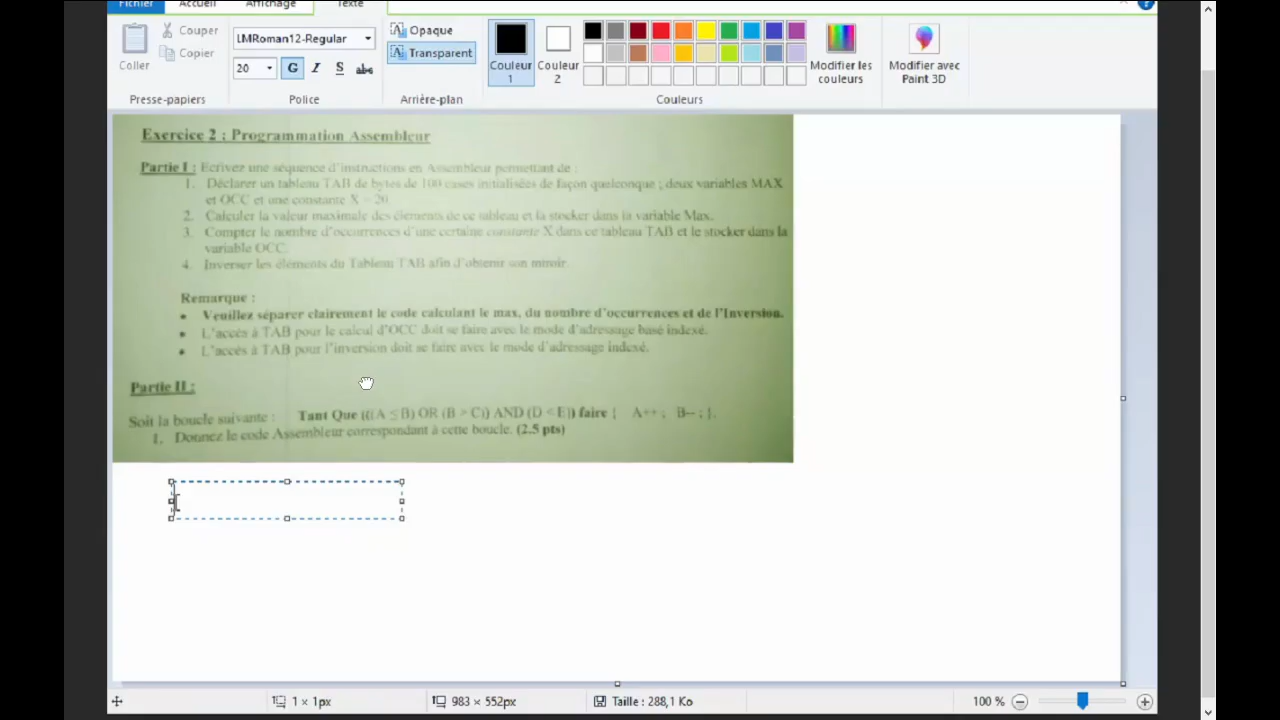 Fichier Accueil Affichage Texte
Coller
Couper
Copier
Presse-papiers
LMRoman12-Regular
20 G I S abc
Police
Opaque
Transparent
Arrière-plan
Couleur 1
Couleur 2
Couleurs
Modifier les couleurs
Modifier avec Paint 3D
Exercice 2 : Programmation Assembleur
Partie I : Ecrivez une séquence d'instructions en Assembleur permettant de :
1. Déclarer un tableau TAB de bytes de 100 cases initialisées de façon quelconque ; deux variables MAX
et OCC et une constante X = 20.
2. Calculer la valeur maximale des éléments de ce tableau et la stocker dans la variable Max.
3. Compter le nombre d'occurrences d'une certaine constante X dans ce tableau TAB et le stocker dans la
variable OCC.
4. Inverser les éléments du Tableau TAB afin d'obtenir son miroir.
Remarque :
• Veuillez séparer clairement le code calculant le max, du nombre d'occurrences et de l'Inversion.
• L'accès à TAB pour le calcul d'OCC doit se faire avec le mode d'adressage basé indexé.
• L'accès à TAB pour l'inversion doit se faire avec le mode d'adressage indexé.
Partie II :
Soit la boucle suivante : Tant Que (((A ≤ B) OR (B > C)) AND (D < E)) faire { A++ ; B-- ; }.
1. Donnez le code Assembleur correspondant à cette boucle. (2.5 pts)
1 × 1px
983 × 552px
Taille : 288,1 Ko
100 %